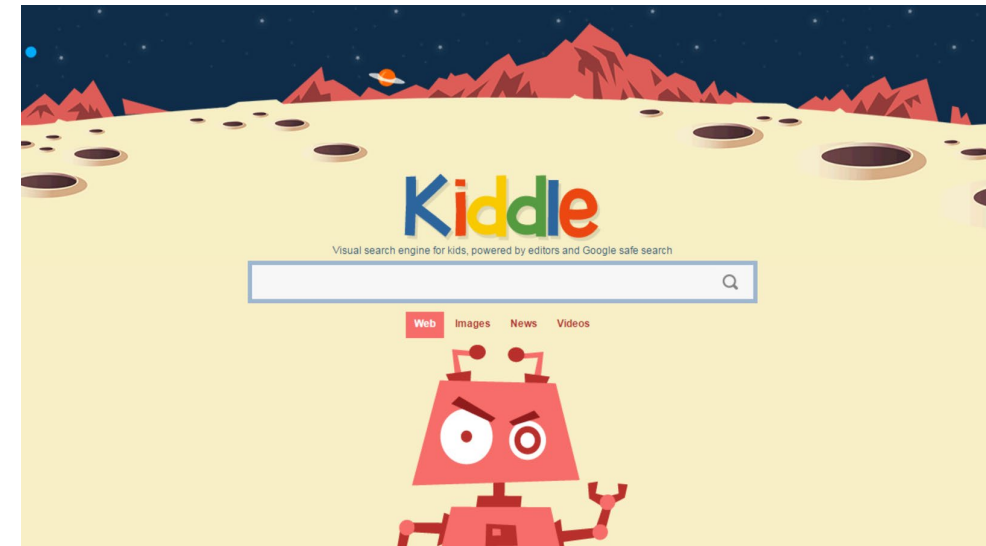 Kiddle
Visual search engine for kids, powered by editors and Google safe search
Web Images News Videos